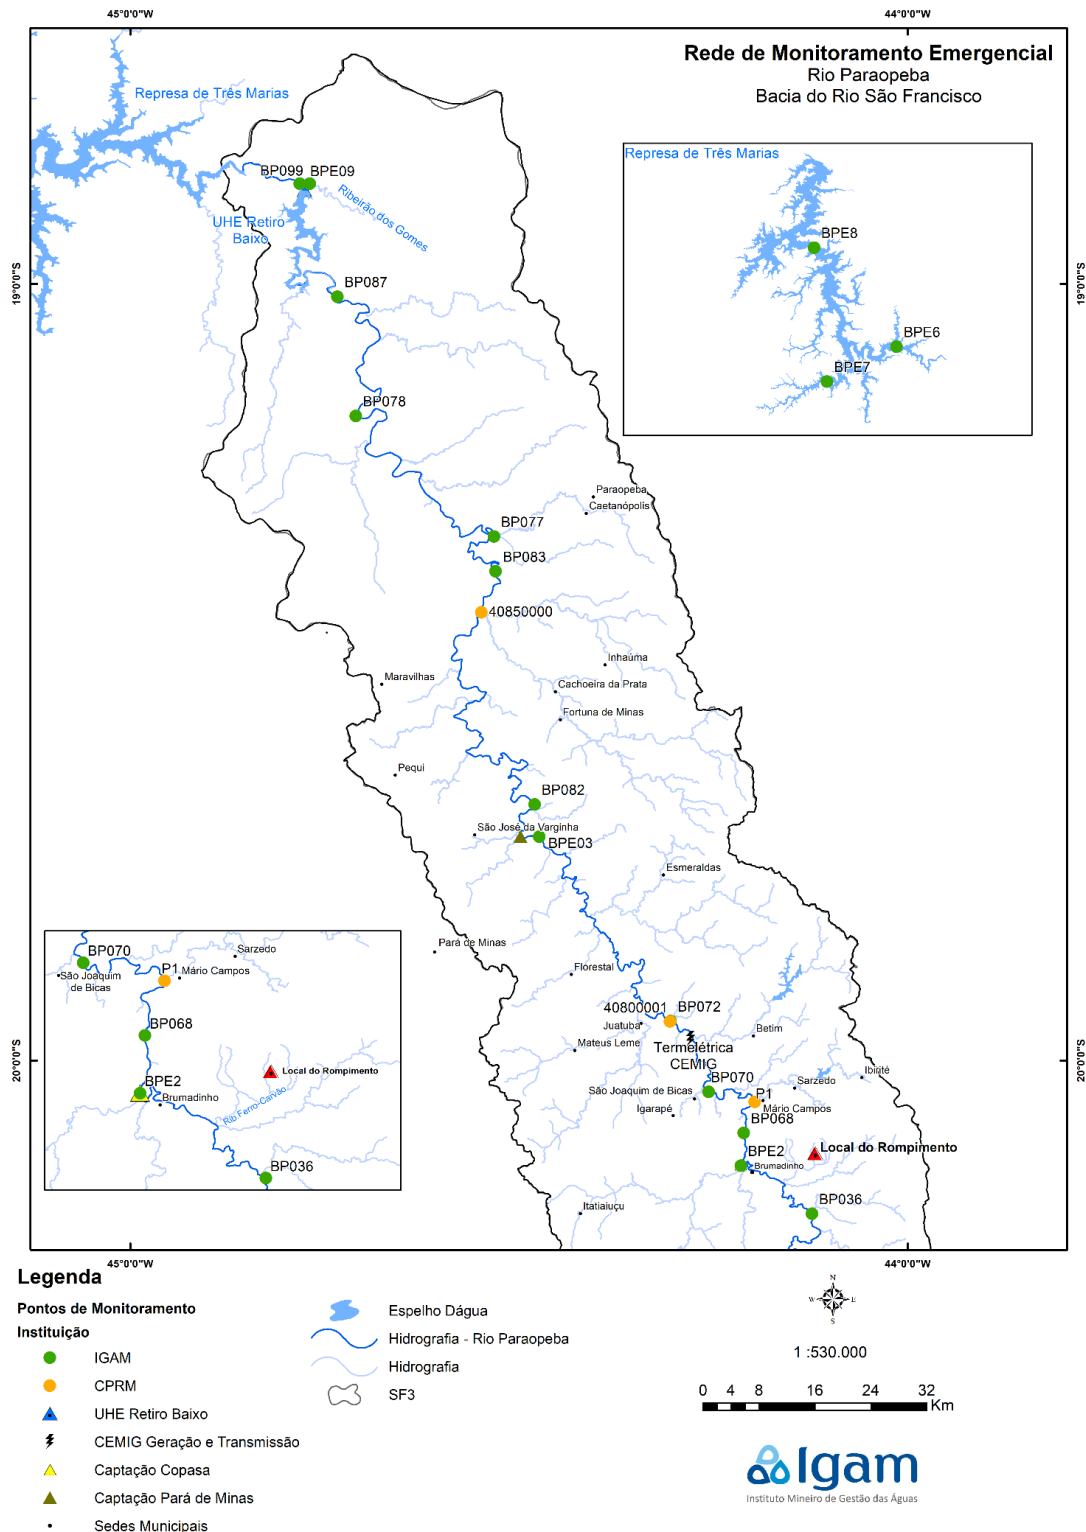 45°0'0"W
44°0'0"W
Rede de Monitoramento Emergencial
Rio Paraopeba
Bacia do Rio São Francisco
Represa de Três Marias
BP099
BPE09
Ribeirão dos Gomes
UHE Retiro
Baixo
BP087
BP078
Represa de Três Marias
BPE8
BPE6
BPE7
19°0'0"S
19°0'0"S
Paraopeba
Caetanópolis
BP077
BP083
40850000
Inhaúma
Maravilhas
Cachoeira da Prata
Fortuna de Minas
Pequi
BP082
São José da Varginha
BPE03
Esmeraldas
Pará de Minas
Florestal
40800001
BP072
Juatuba
Betim
Mateus Leme
Termelétrica
CEMIG
Ibirité
BP070
Sarzedo
São Joaquim de Bicas
P1
Mário Campos
Igarapé
BP068
Local do Rompimento
BPE2
Brumadinho
Itatiaiuçu
BP036
20°0'0"S
20°0'0"S
Sarzedo
BP070
P1
Mário Campos
São Joaquim
de Bicas
BP068
Local do Rompimento
BPE2
Brumadinho
Rib Ferro-Carvão
BP036
45°0'0"W
44°0'0"W
Legenda
Pontos de Monitoramento
Instituição
IGAM
CPRM
UHE Retiro Baixo
CEMIG Geração e Transmissão
Captação Copasa
Captação Pará de Minas
Sedes Municipais
Espelho Dágua
Hidrografia - Rio Paraopeba
Hidrografia
SF3
N
W
E
S
1 :530.000
0 4 8 16 24 32
Km
Igam
Instituto Mineiro de Gestão das Águas